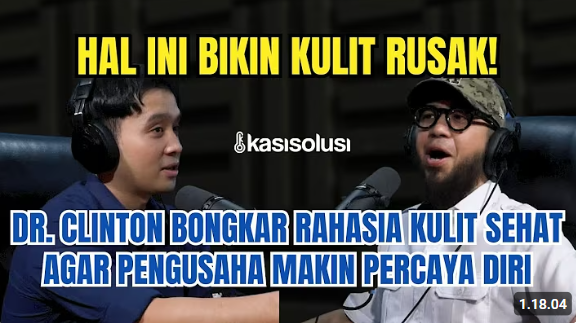 HAL INI BIKIN KULIT RUSAK!
kasisolusi
DR. CLINTON BONGKAR RAHASIA KULIT SEHAT
AGAR PENGUSAHA MAKIN PERCAYA DIRI
1.18.04